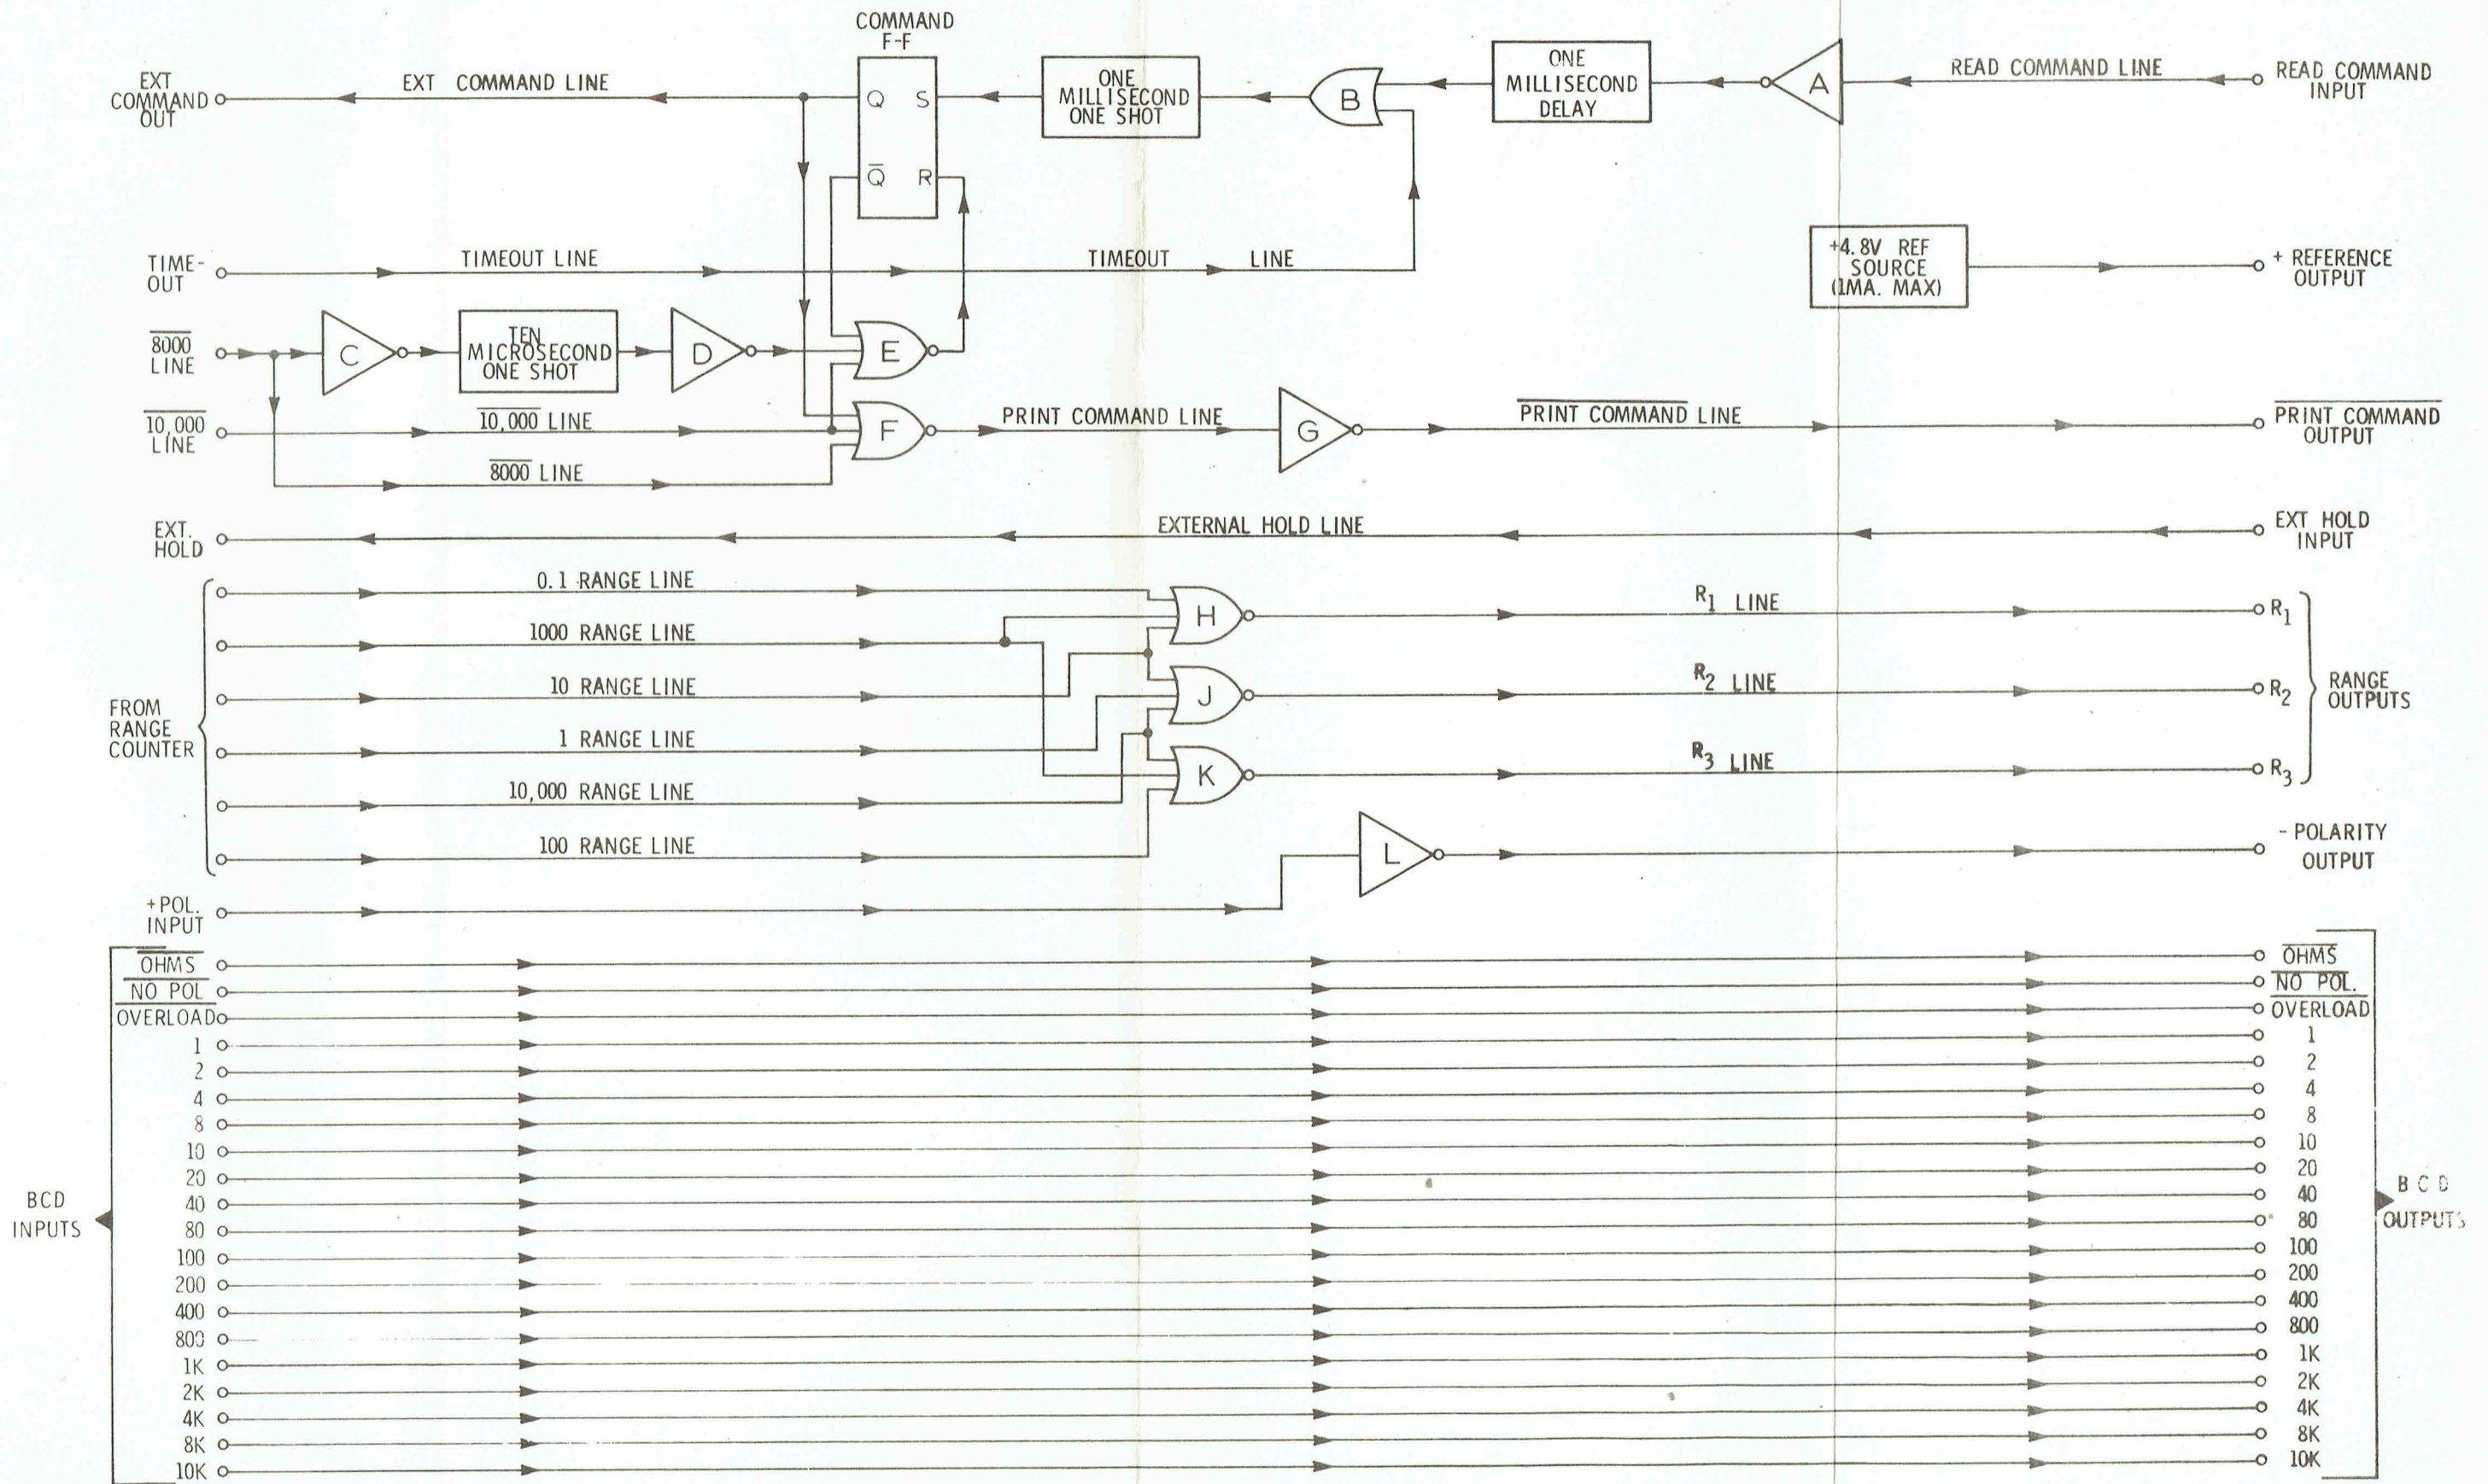 COMMAND
F-F
EXT
COMMAND
OUT
EXT COMMAND LINE
Q S
Q̅ R
ONE
MILLISECOND
ONE SHOT
B
ONE
MILLISECOND
DELAY
A
READ COMMAND LINE
READ COMMAND
INPUT
TIME-
OUT
TIMEOUT LINE
TIMEOUT LINE
+4.8V REF
SOURCE
(1MA. MAX)
+ REFERENCE
OUTPUT
8000
LINE
C
TEN
MICROSECOND
ONE SHOT
D
E
10,000
LINE
10,000 LINE
F
PRINT COMMAND LINE
G
PRINT COMMAND LINE
PRINT COMMAND
OUTPUT
8000 LINE
EXT.
HOLD
EXTERNAL HOLD LINE
EXT HOLD
INPUT
FROM
RANGE
COUNTER
0.1 RANGE LINE
1000 RANGE LINE
10 RANGE LINE
1 RANGE LINE
10,000 RANGE LINE
100 RANGE LINE
H
J
K
R1 LINE
R2 LINE
R3 LINE
R1
R2
R3
RANGE
OUTPUTS
+POL.
INPUT
L
- POLARITY
OUTPUT
BCD
INPUTS
OHMS
NO POL
OVERLOAD
1
2
4
8
10
20
40
80
100
200
400
800
1K
2K
4K
8K
10K
OHMS
NO POL.
OVERLOAD
1
2
4
8
10
20
40
80
100
200
400
800
1K
2K
4K
8K
10K
BCD
OUTPUTS